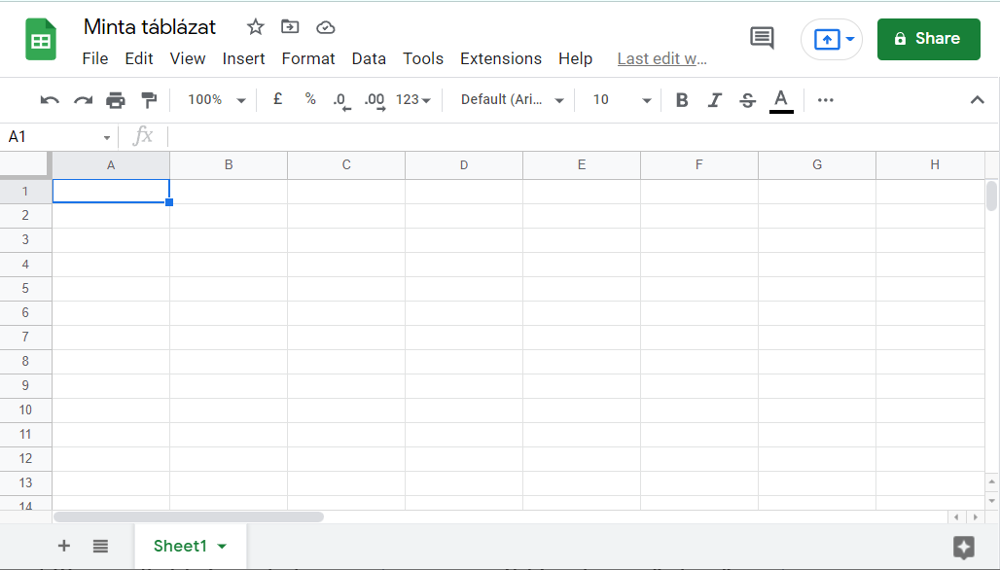 Minta táblázat
File Edit View Insert Format Data Tools Extensions Help Last edit w...
Share
100% £ % .0 .00 123 Default (Ari... 10 B I S A
A1 fx
A B C D E F G H
1
2
3
4
5
6
7
8
9
10
11
12
13
14
Sheet1